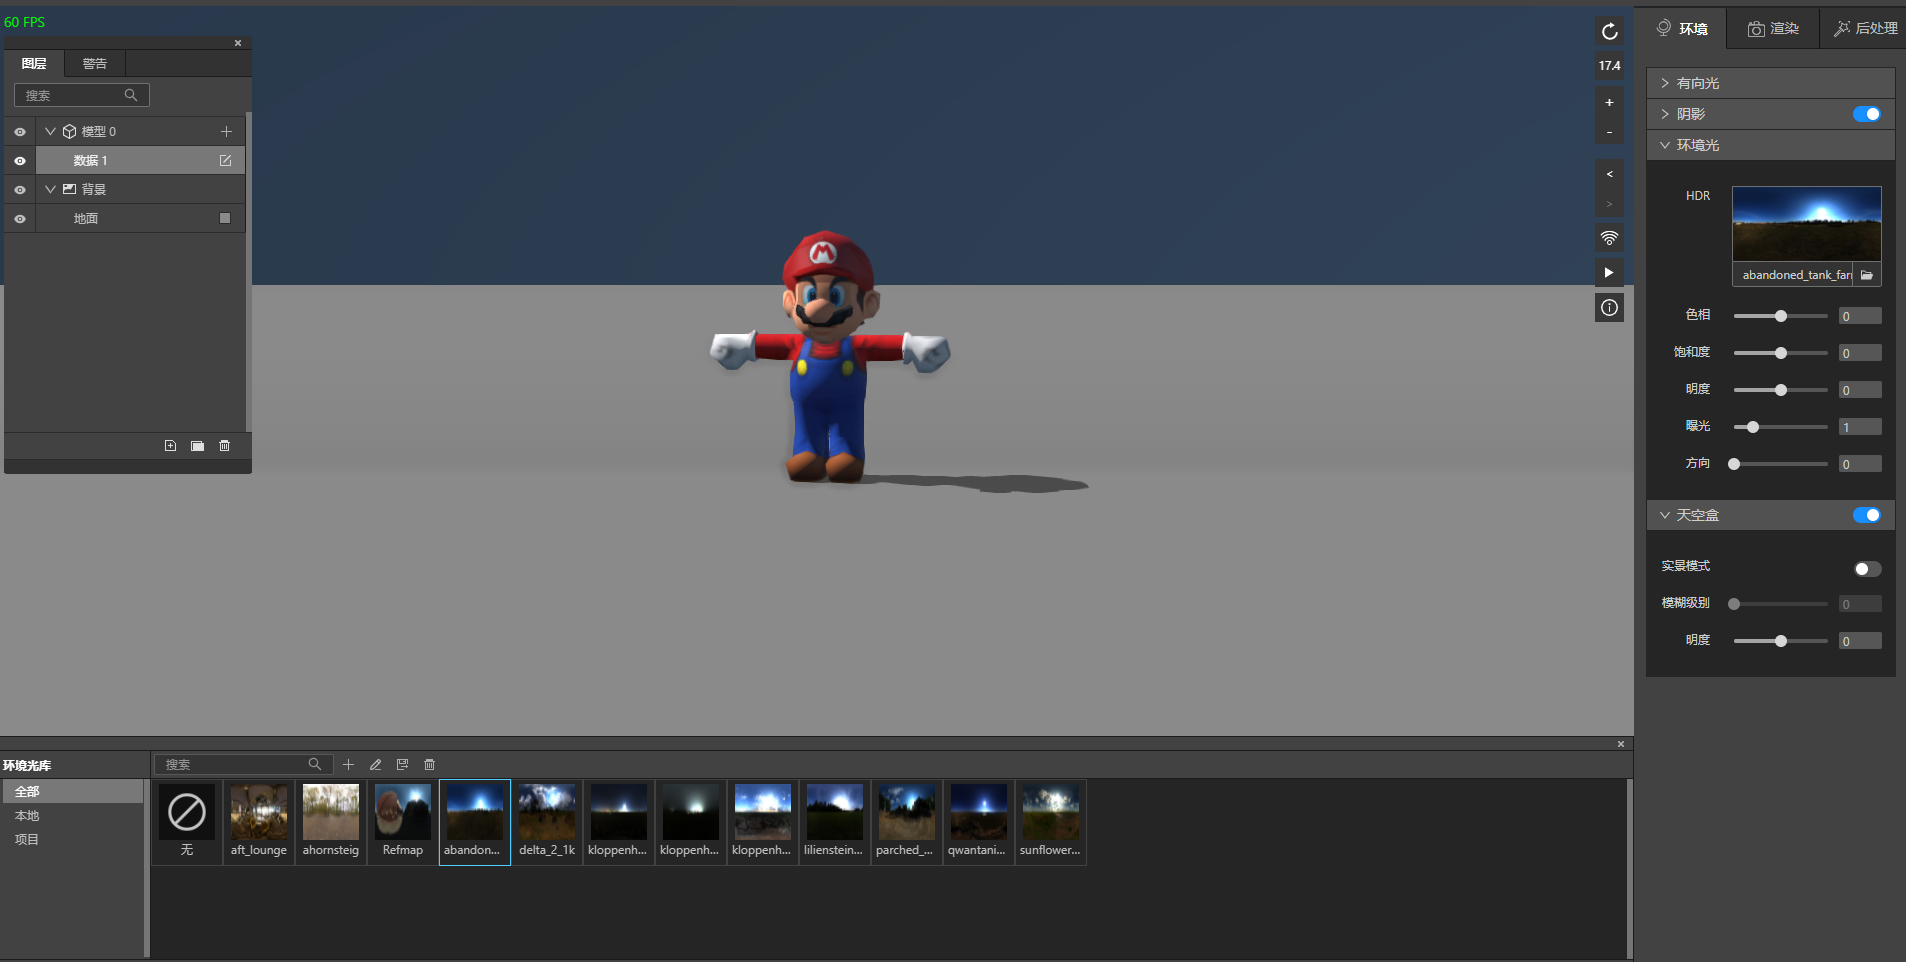 60 FPS
图层
警告
搜索
模型 0
数据 1
背景
地面
17.4
M
环境
渲染
后处理
有向光
阴影
环境光
HDR
abandoned_tank_farı
色相
0
饱和度
0
明度
0
曝光
1
方向
0
天空盒
实景模式
模糊级别
0
明度
0
环境光库
搜索
全部
本地
项目
无
aft_lounge
ahornsteig
Refmap
abandon...
delta_2_1k
kloppenh...
kloppenh...
kloppenh...
lilienstein...
parched_...
qwantani...
sunflower...